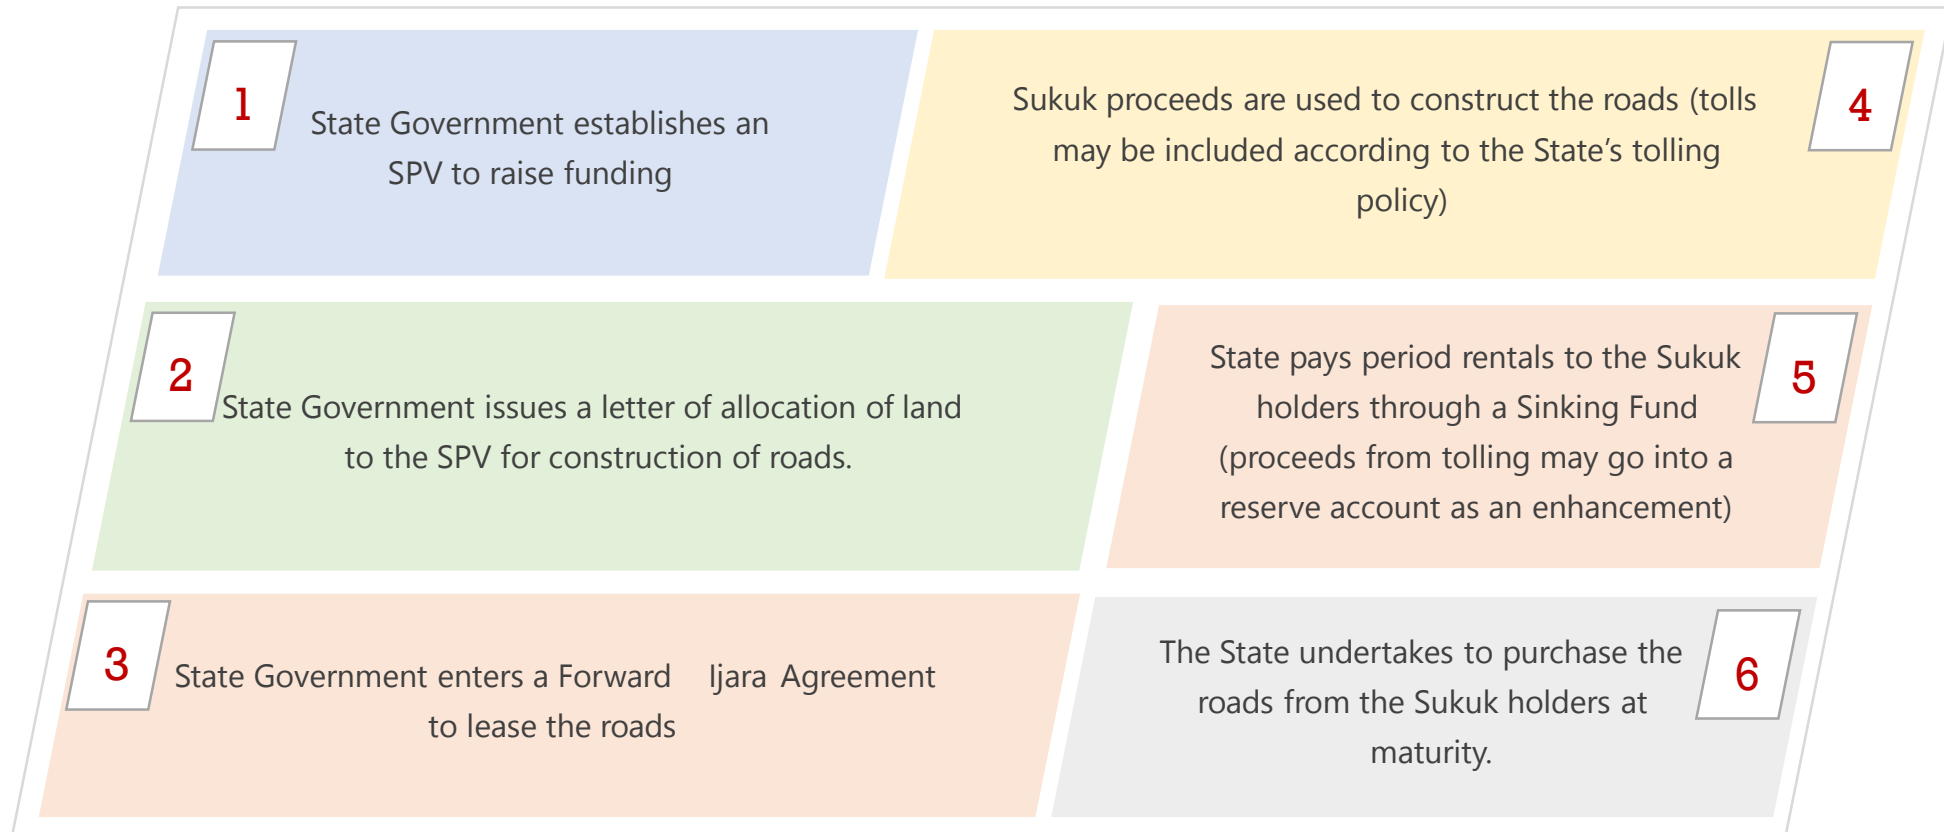 1
State Government establishes an
SPV to raise funding
2
State Government issues a letter of allocation of land
to the SPV for construction of roads.
3
State Government enters a Forward Ijara Agreement
to lease the roads
4
Sukuk proceeds are used to construct the roads (tolls
may be included according to the State’s tolling
policy)
5
State pays period rentals to the Sukuk
holders through a Sinking Fund
(proceeds from tolling may go into a
reserve account as an enhancement)
6
The State undertakes to purchase the
roads from the Sukuk holders at
maturity.